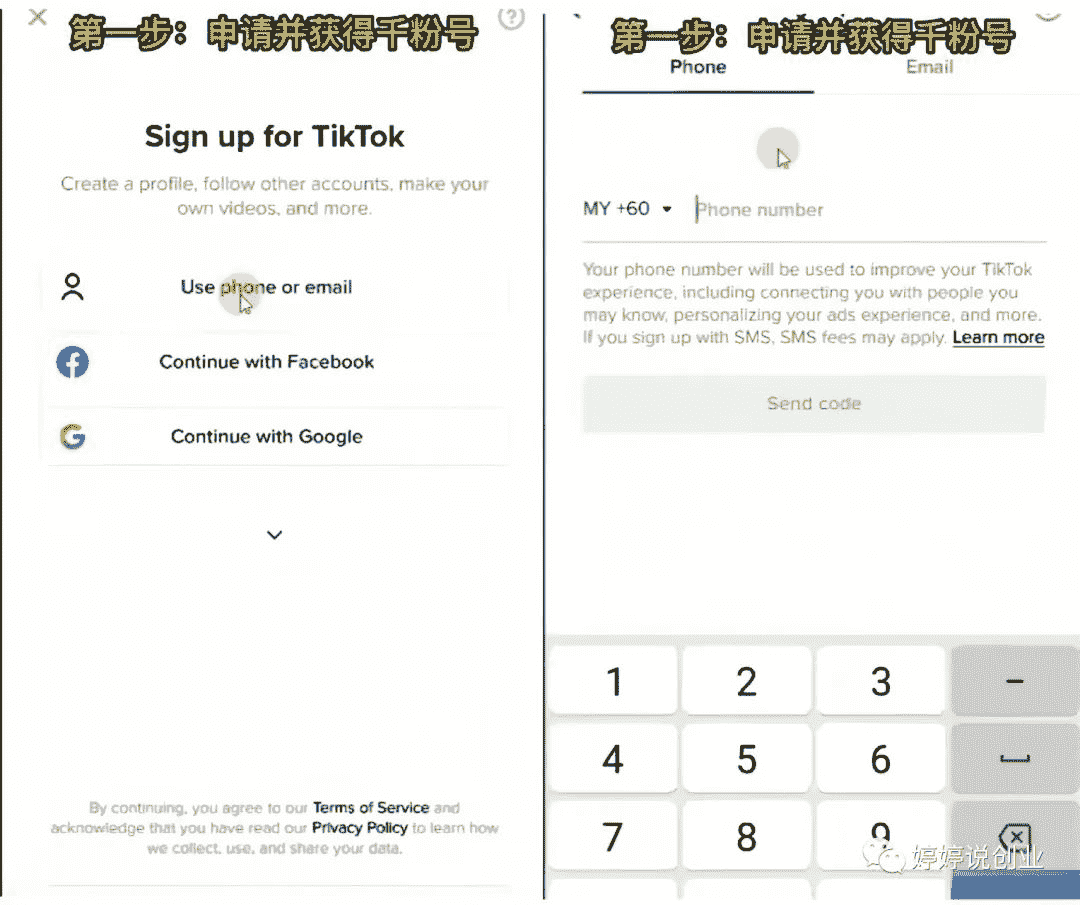 第一步：申请并获得千粉号
Sign up for TikTok
Create a profile, follow other accounts, make your
own videos, and more.
Use phone or email
Continue with Facebook
Continue with Google
By continuing, you agree to our Terms of Service and
acknowledge that you have read our Privacy Policy to learn how
we collect, use, and share your data.
第一步：申请并获得千粉号
Phone Email
MY +60 Phone number
Your phone number will be used to improve your TikTok
experience, including connecting you with people you
may know, personalizing your ads experience, and more.
If you sign up with SMS, SMS fees may apply. Learn more
Send code
1 2 3 –
4 5 6
7 8 9
婷婷说创业